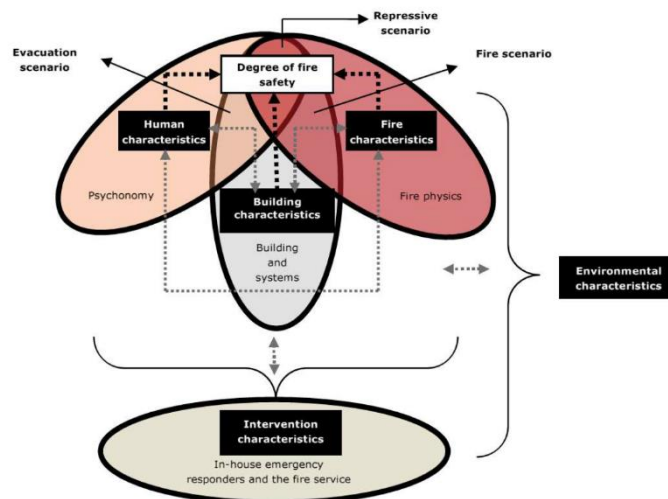 Repressive
scenario
Evacuation
scenario
Fire scenario
Degree of fire
safety
Human
characteristics
Fire
characteristics
Psychonomy
Fire physics
Building
characteristics
Building
and
systems
Environmental
characteristics
Intervention
characteristics
In-house emergency
responders and the fire service